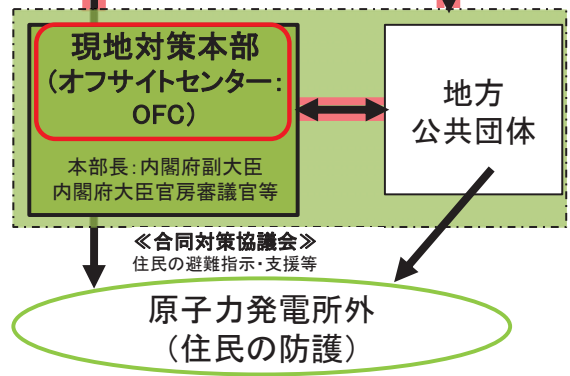 現地対策本部
(オフサイトセンター:
OFC)
本部長:内閣府副大臣
内閣府大臣官房審議官等
地方
公共団体
≪合同対策協議会≫
住民の避難指示・支援等
原子力発電所外
(住民の防護)